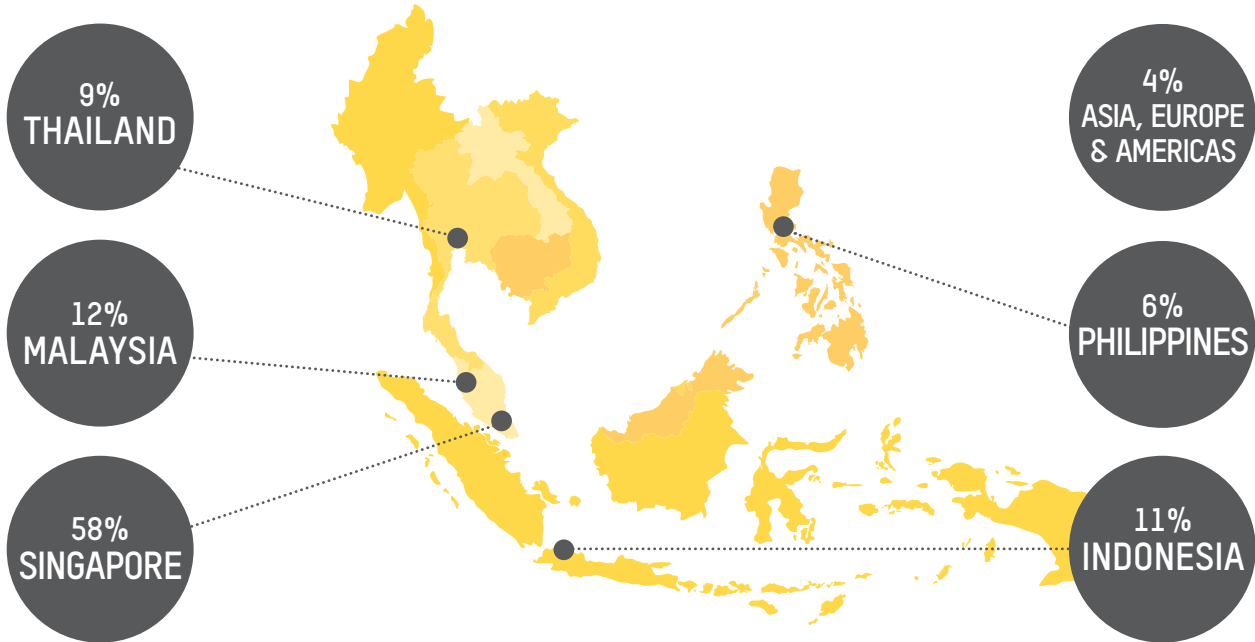 9%
THAILAND
12%
MALAYSIA
58%
SINGAPORE
4%
ASIA, EUROPE
& AMERICAS
6%
PHILIPPINES
11%
INDONESIA